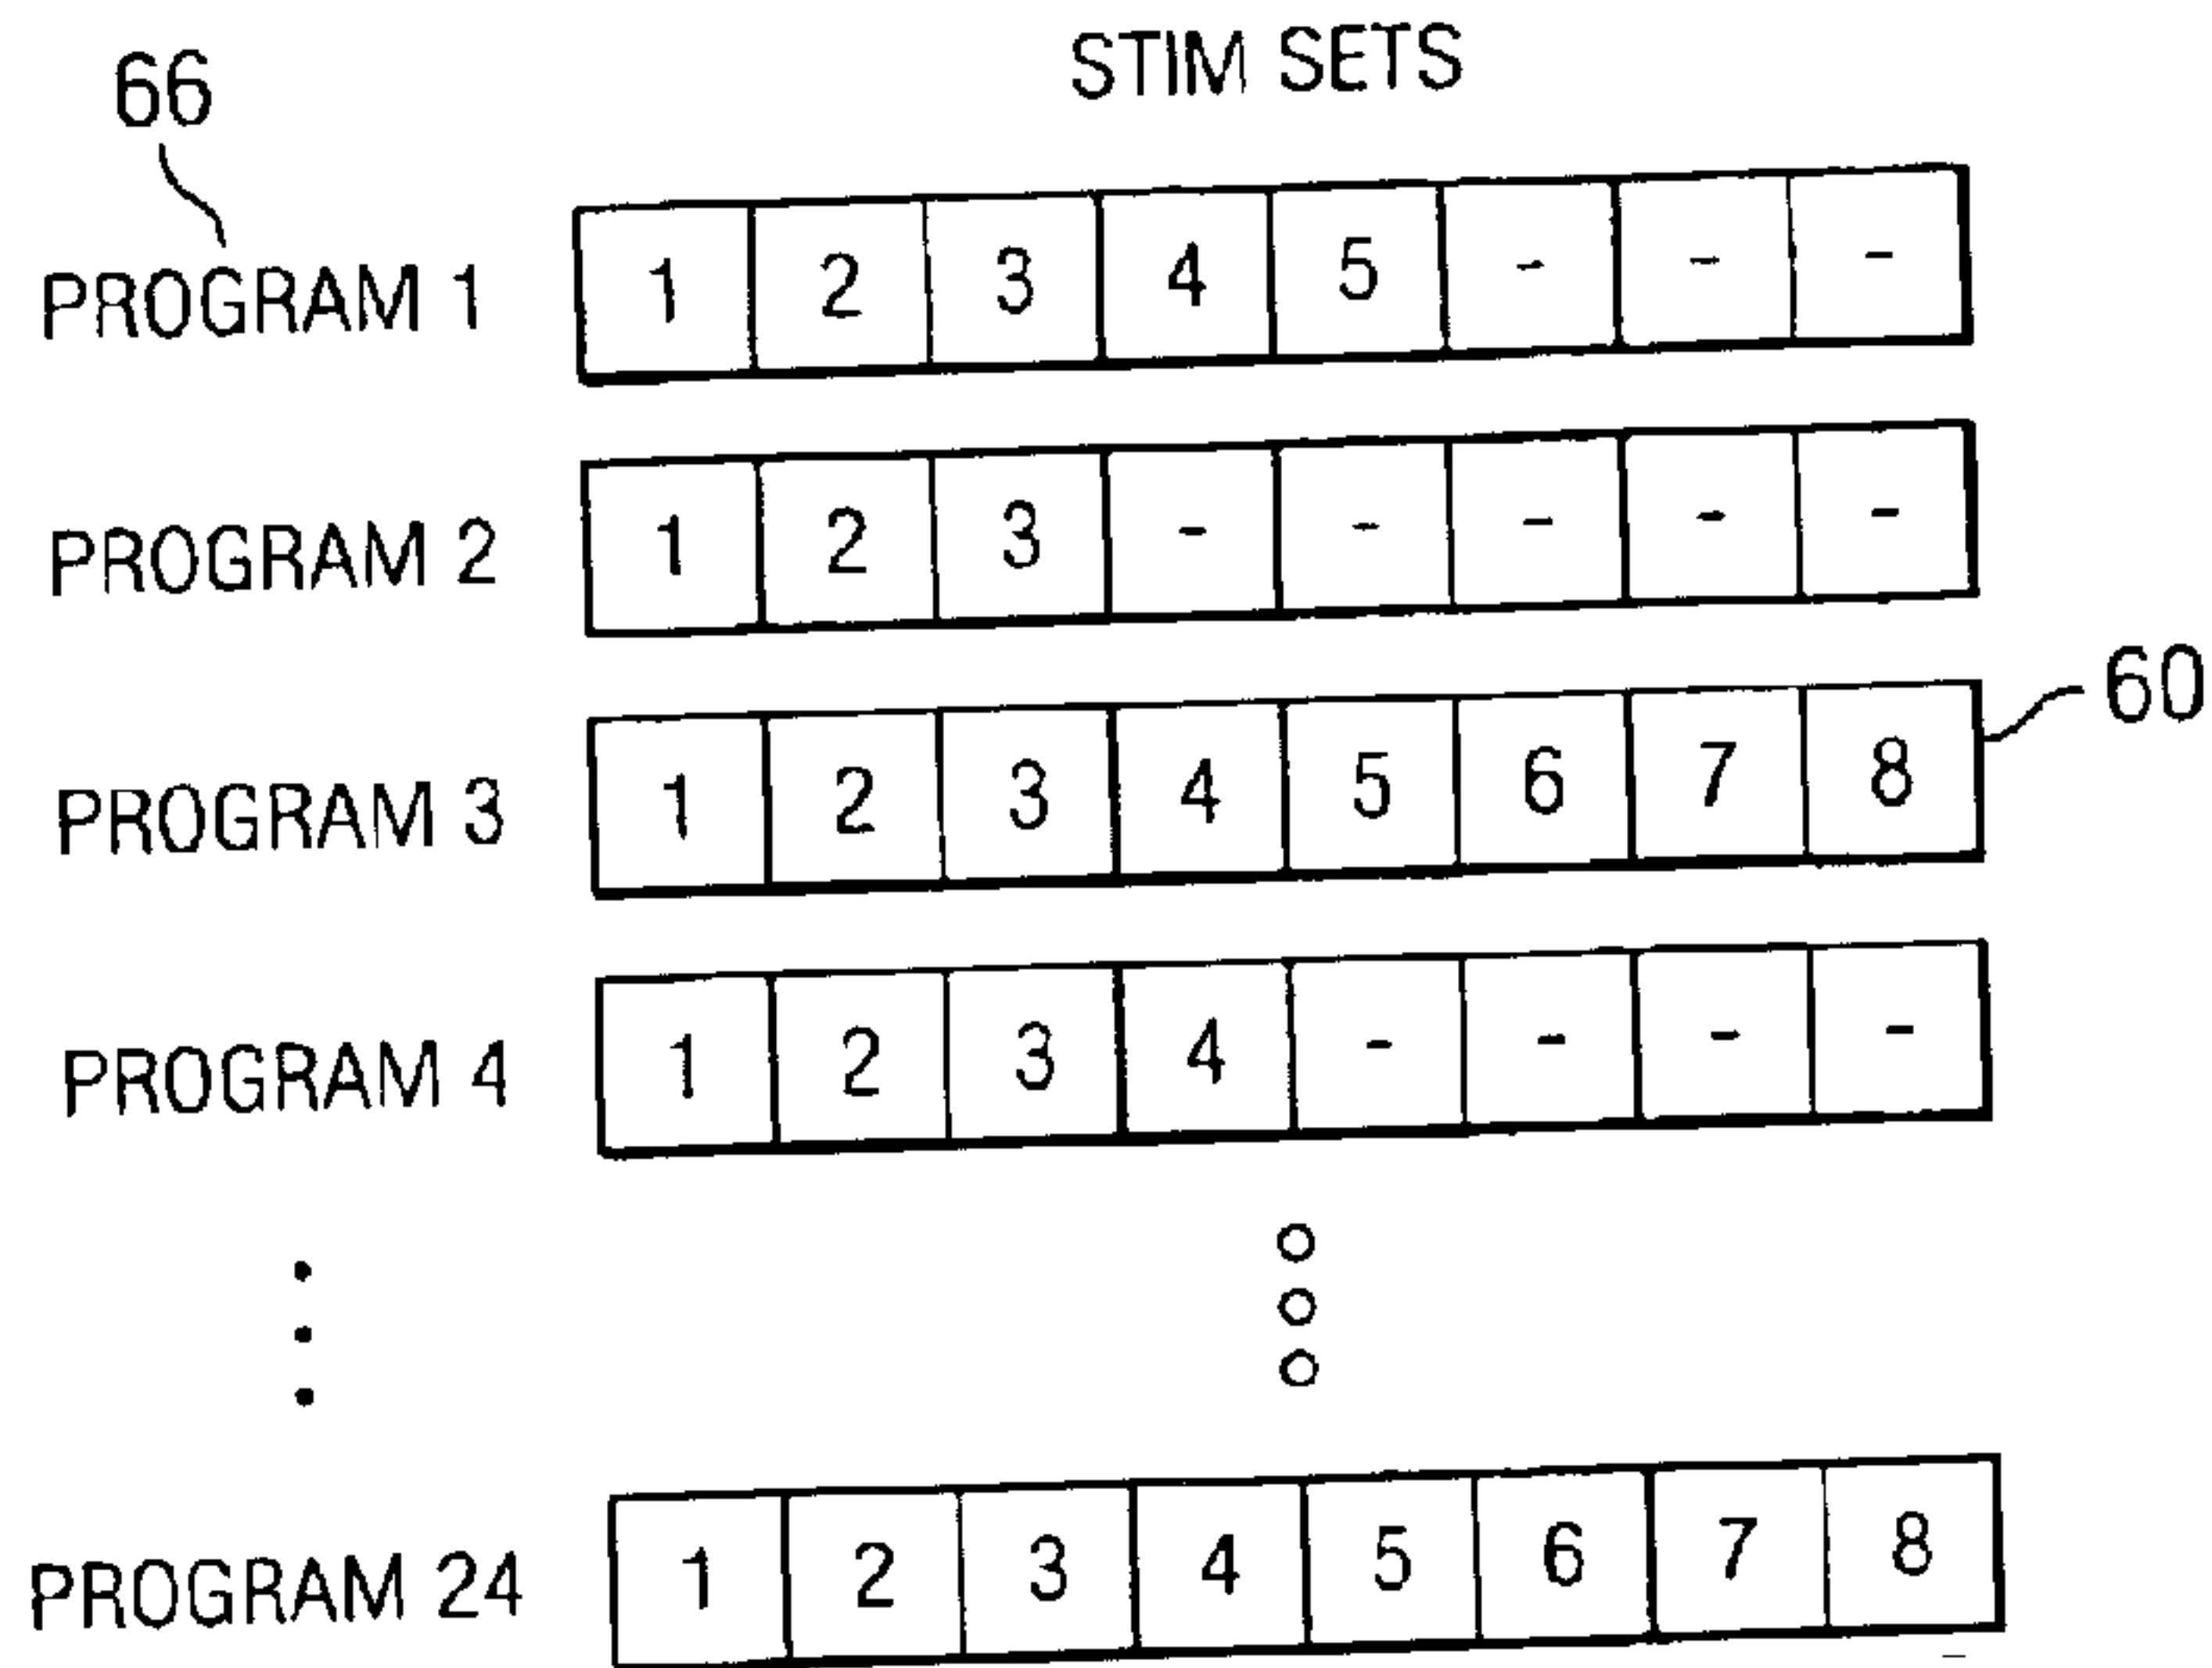 STIM SETS
66
PROGRAM 1 1 2 3 4 5 - - -
PROGRAM 2 1 2 3 - - - - -
60
PROGRAM 3 1 2 3 4 5 6 7 8
PROGRAM 4 1 2 3 4 - - - -
PROGRAM 24 1 2 3 4 5 6 7 8